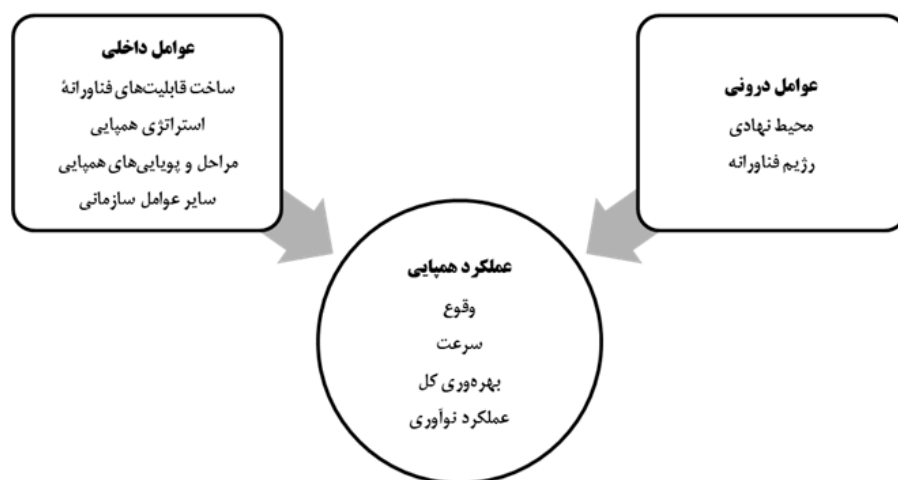 عوامل درونی
محیط نهادی
رژیم فناورانه
عوامل داخلی
ساخت قابلیت‌های فناورانۀ
استراتژی همپایی
مراحل و پویایی‌های همپایی
سایر عوامل سازمانی
عملکرد همپایی
وقوع
سرعت
بهره‌وری کل
عملکرد نوآوری